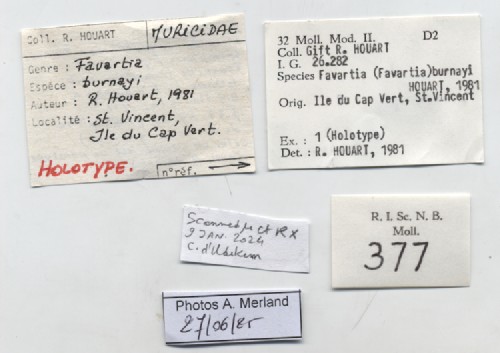 Coll. R. HOUART
MURICIDAE
Genre : Favartia
Espèce : burnayi
Auteur : R. Houart, 1981
Localité : St. Vincent,
Ile du Cap Vert.
HOLOTYPE.
n°réf.
32 Moll. Mod. II. D2
Coll. Gift R. HOUART
I. G. 26.282
Species Favartia (Favartia)burnayi
HOUART, 1981
Orig. Ile du Cap Vert, St.Vincent
Ex. : 1 (Holotype)
Det. : R. HOUART, 1981
Scanned µCt RX
9 JAN. 2024
C. d'Udekem
R. I. Sc. N. B.
Moll.
377
Photos A. Merland
27/06/25